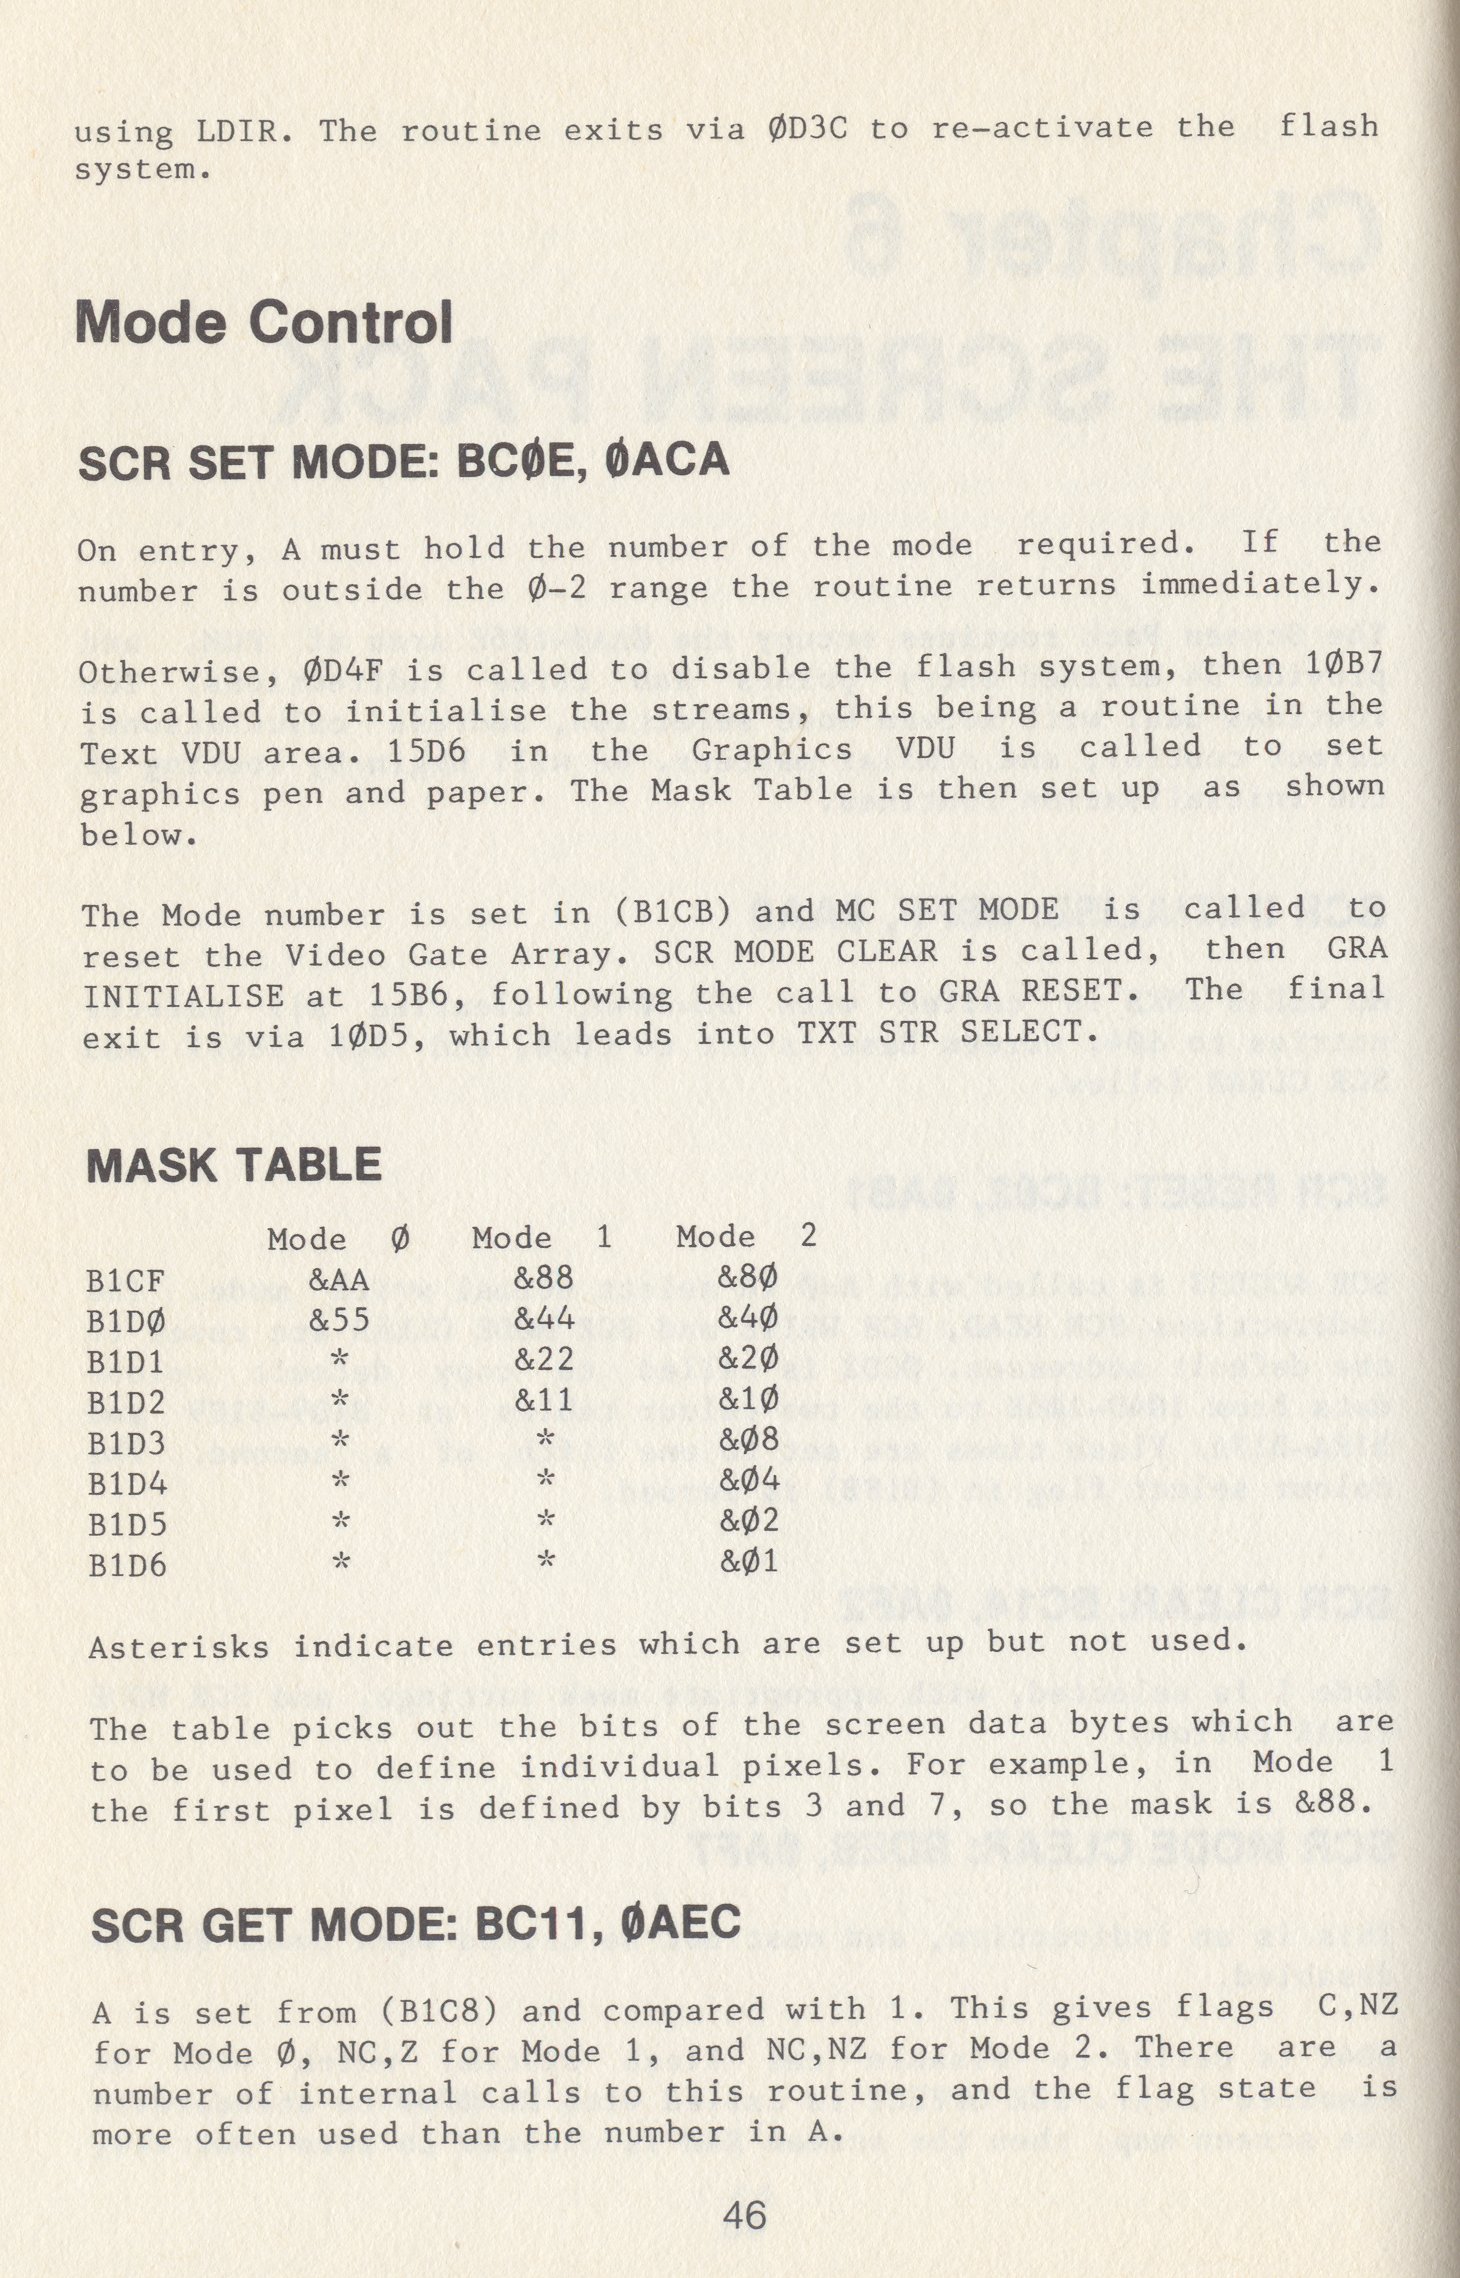 using LDIR. The routine exits via ØD3C to re-activate the flash
system.
Mode Control
SCR SET MODE: BCØE, ØACA
On entry, A must hold the number of the mode required. If the
number is outside the Ø-2 range the routine returns immediately.
Otherwise, ØD4F is called to disable the flash system, then 1ØB7
is called to initialise the streams, this being a routine in the
Text VDU area. 15D6 in the Graphics VDU is called to set
graphics pen and paper. The Mask Table is then set up as shown
below.
The Mode number is set in (B1CB) and MC SET MODE is called to
reset the Video Gate Array. SCR MODE CLEAR is called, then GRA
INITIALISE at 15B6, following the call to GRA RESET. The final
exit is via 1ØD5, which leads into TXT STR SELECT.
MASK TABLE
Mode Ø Mode 1 Mode 2
B1CF &AA &88 &8Ø
B1DØ &55 &44 &4Ø
B1D1 * &22 &2Ø
B1D2 * &11 &1Ø
B1D3 * * &Ø8
B1D4 * * &Ø4
B1D5 * * &Ø2
B1D6 * * &Ø1
Asterisks indicate entries which are set up but not used.
The table picks out the bits of the screen data bytes which are
to be used to define individual pixels. For example, in Mode 1
the first pixel is defined by bits 3 and 7, so the mask is &88.
SCR GET MODE: BC11, ØAEC
A is set from (B1C8) and compared with 1. This gives flags C,NZ
for Mode Ø, NC,Z for Mode 1, and NC,NZ for Mode 2. There are a
number of internal calls to this routine, and the flag state is
more often used than the number in A.
46